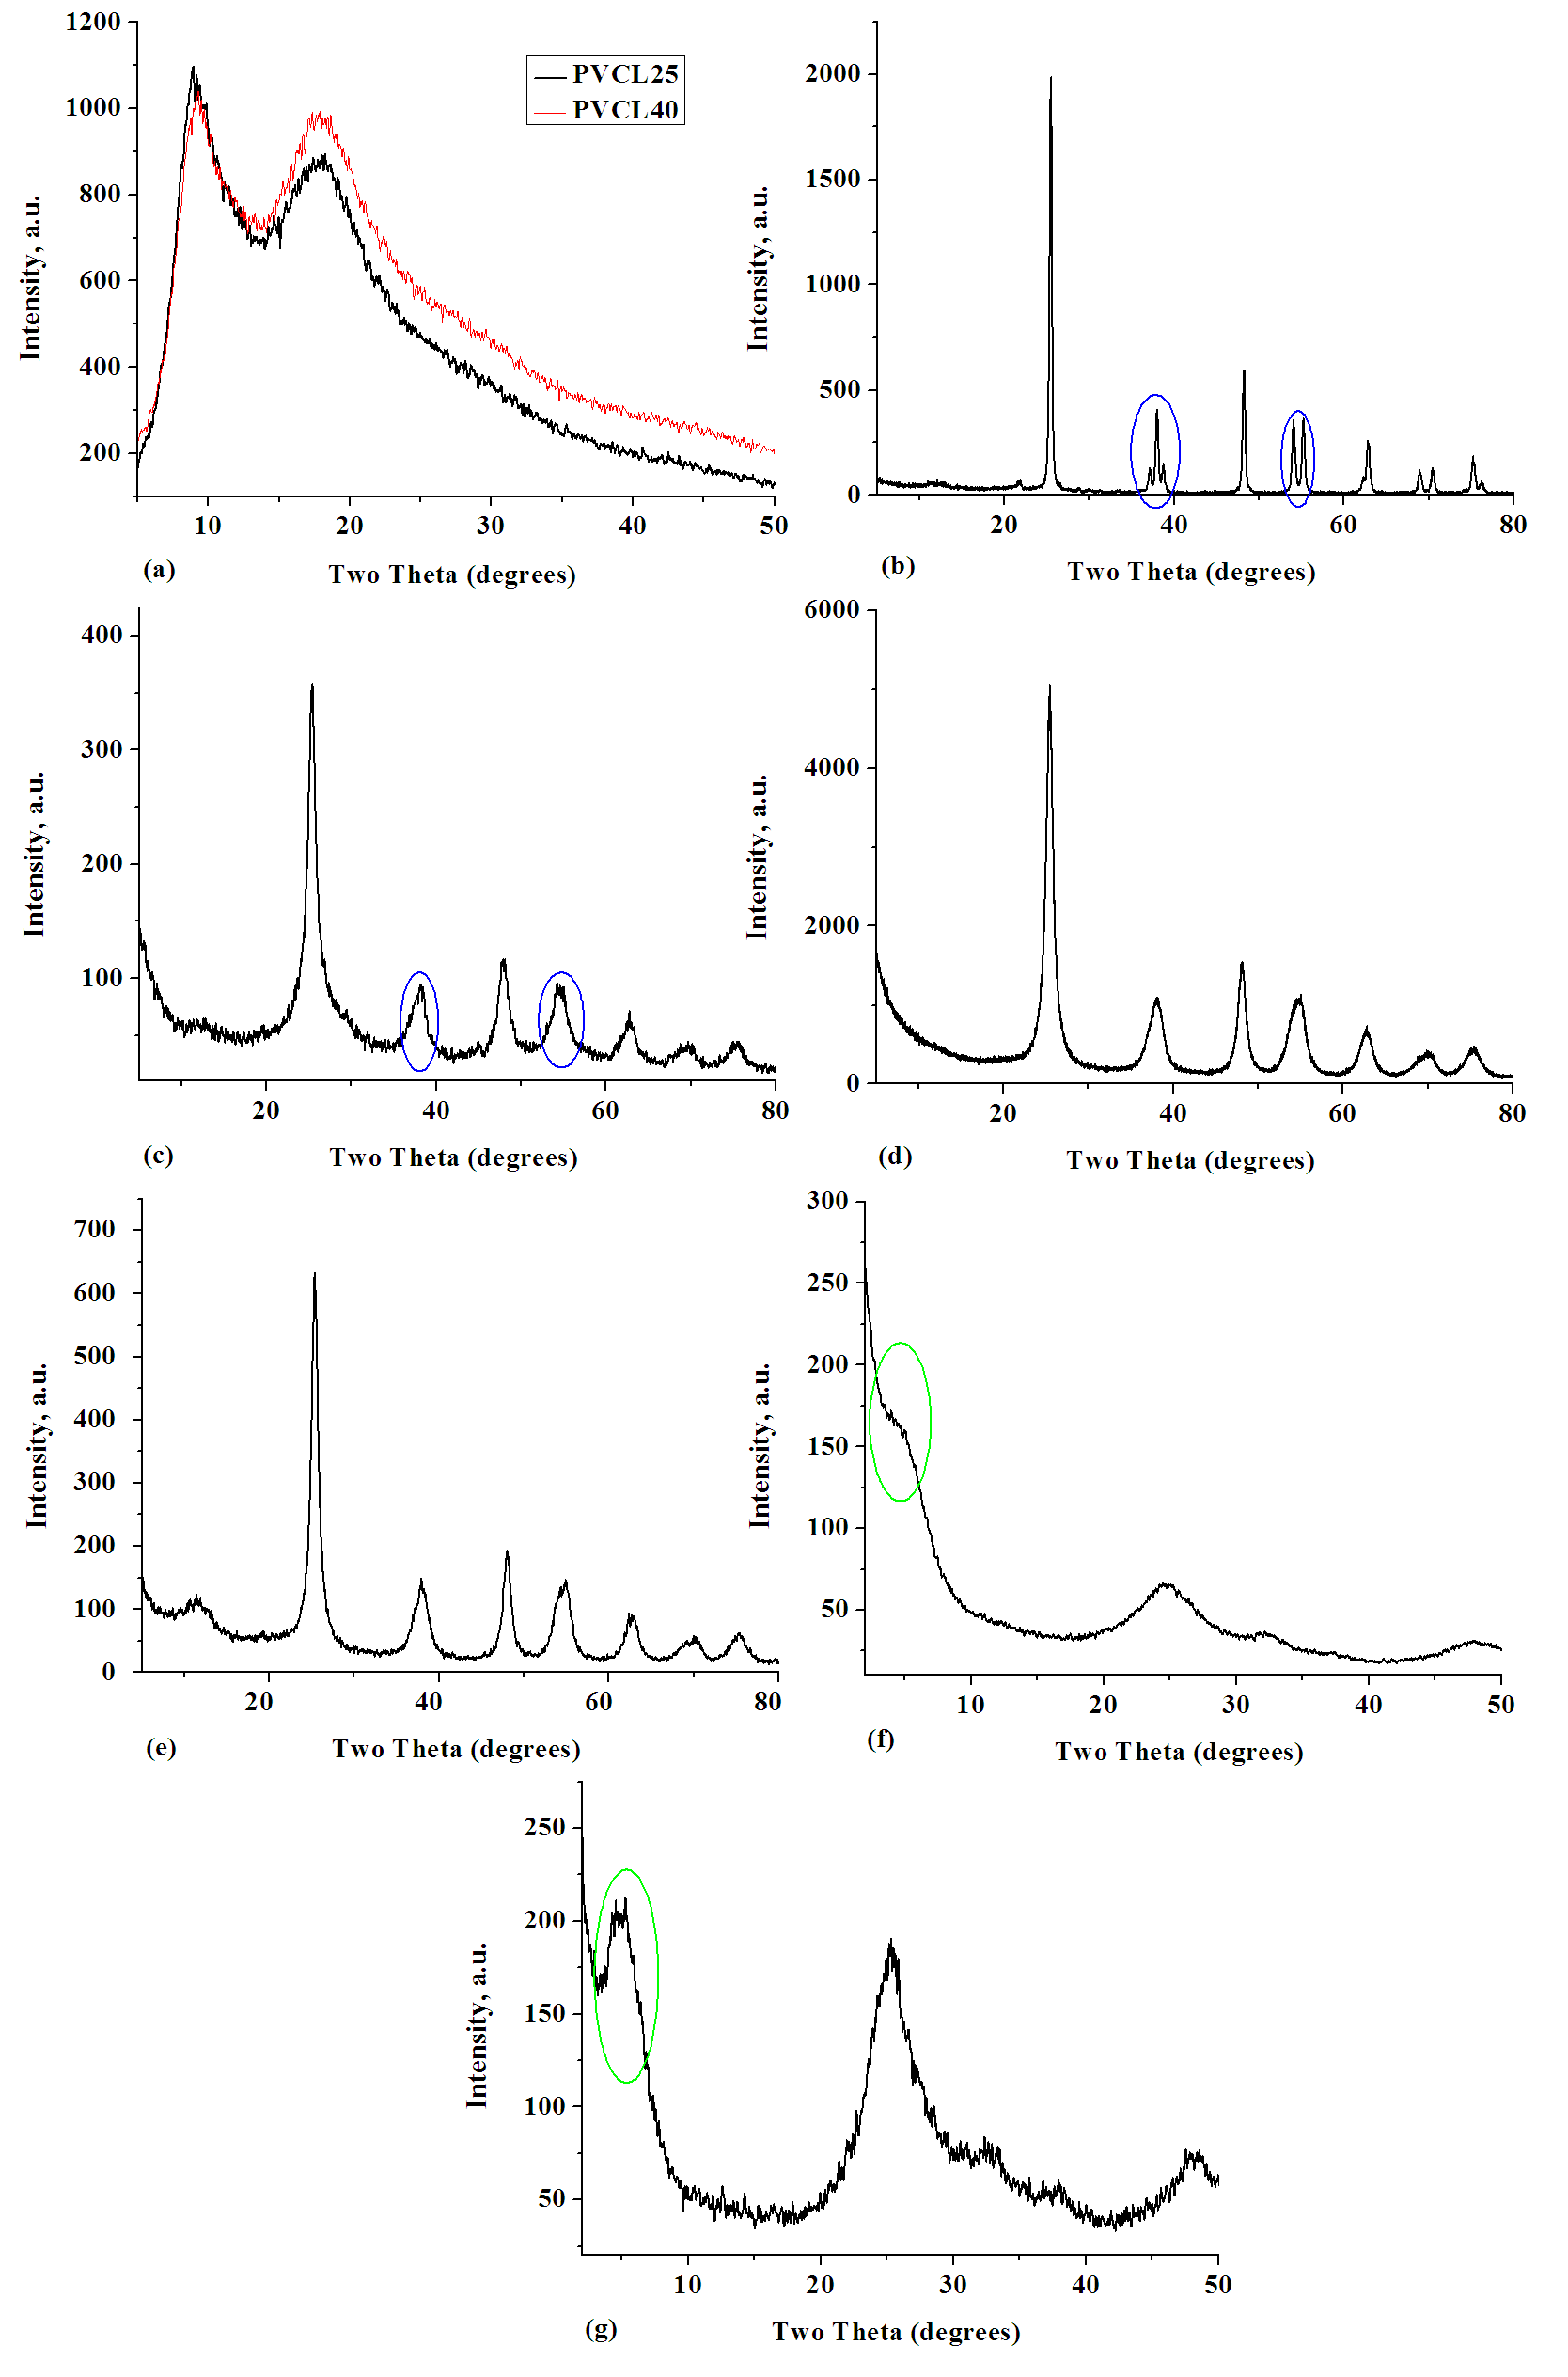 1200
1000
800
600
400
200
10 20 30 40 50
Intensity, a.u.
PVCL25
PVCL40
(a) Two Theta (degrees)
2000
1500
1000
500
0
20 40 60 80
Intensity, a.u.
(b) Two Theta (degrees)
400
300
200
100
20 40 60 80
Intensity, a.u.
(c) Two Theta (degrees)
6000
4000
2000
0
20 40 60 80
Intensity, a.u.
(d) Two Theta (degrees)
700
600
500
400
300
200
100
0
20 40 60 80
Intensity, a.u.
(e) Two Theta (degrees)
300
250
200
150
100
50
10 20 30 40 50
Intensity, a.u.
(f) Two Theta (degrees)
250
200
150
100
50
10 20 30 40 50
Intensity, a.u.
(g) Two Theta (degrees)